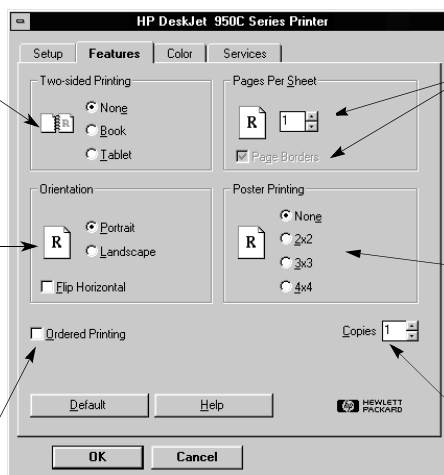 HP DeskJet 950C Series Printer
Setup Features Color Services
Two-sided Printing
R
None
Book
Tablet
Pages Per Sheet
R
1
Page Borders
Orientation
R
Portrait
Landscape
Flip Horizontal
Poster Printing
R
None
2x2
3x3
4x4
Ordered Printing
Copies 1
Default Help
hp HEWLETT
PACKARD
OK Cancel